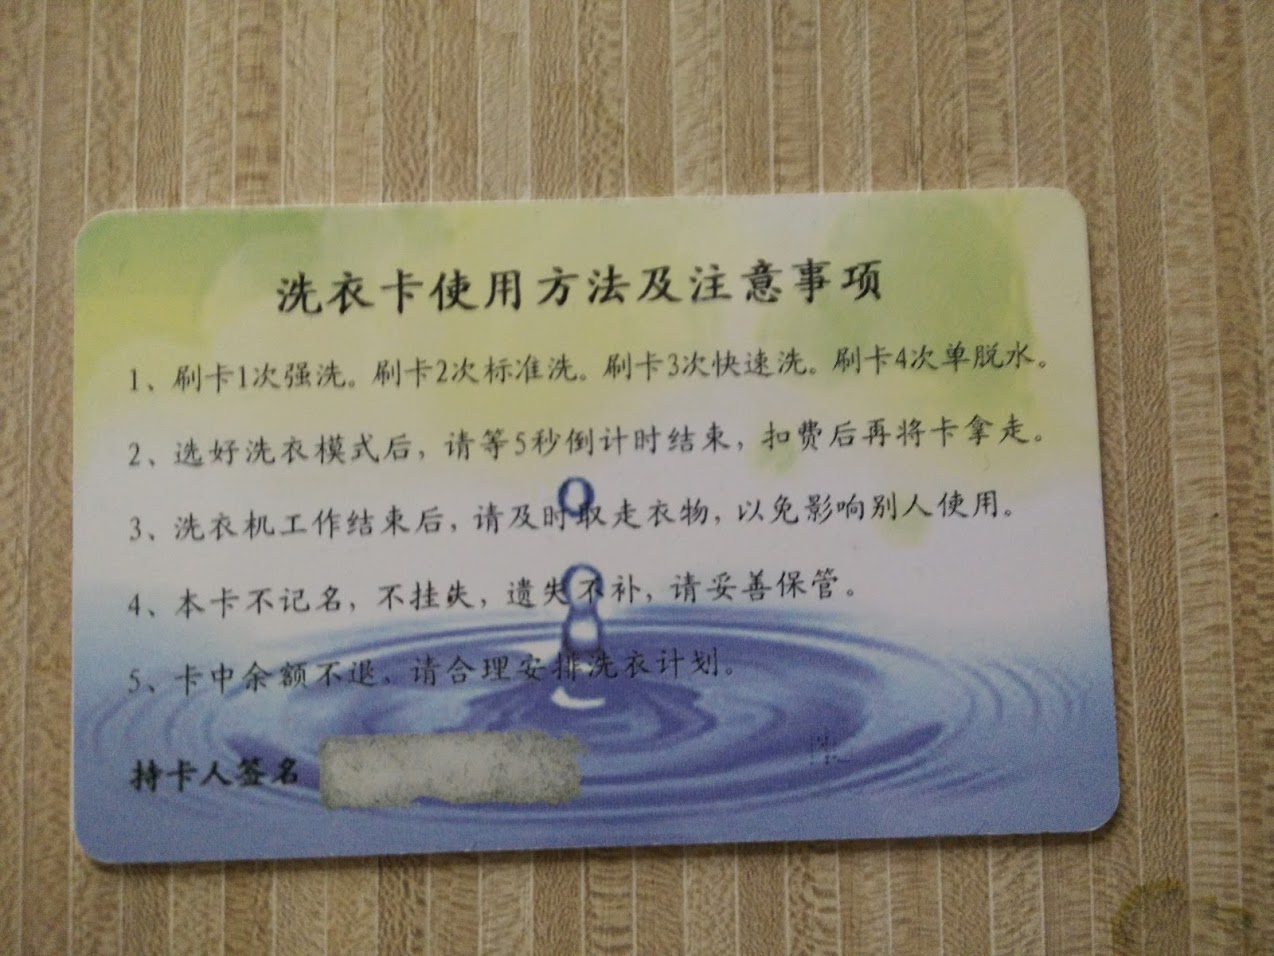 洗衣卡使用方法及注意事项
1、刷卡1次强洗。刷卡2次标准洗。刷卡3次快速洗。刷卡4次单脱水。
2、选好洗衣模式后，请等5秒倒计时结束，扣费后再将卡拿走。
3、洗衣机工作结束后，请及时取走衣物，以免影响别人使用。
4、本卡不记名，不挂失，遗失不补，请妥善保管。
5、卡中余额不退，请合理安排洗衣计划。
持卡人签名